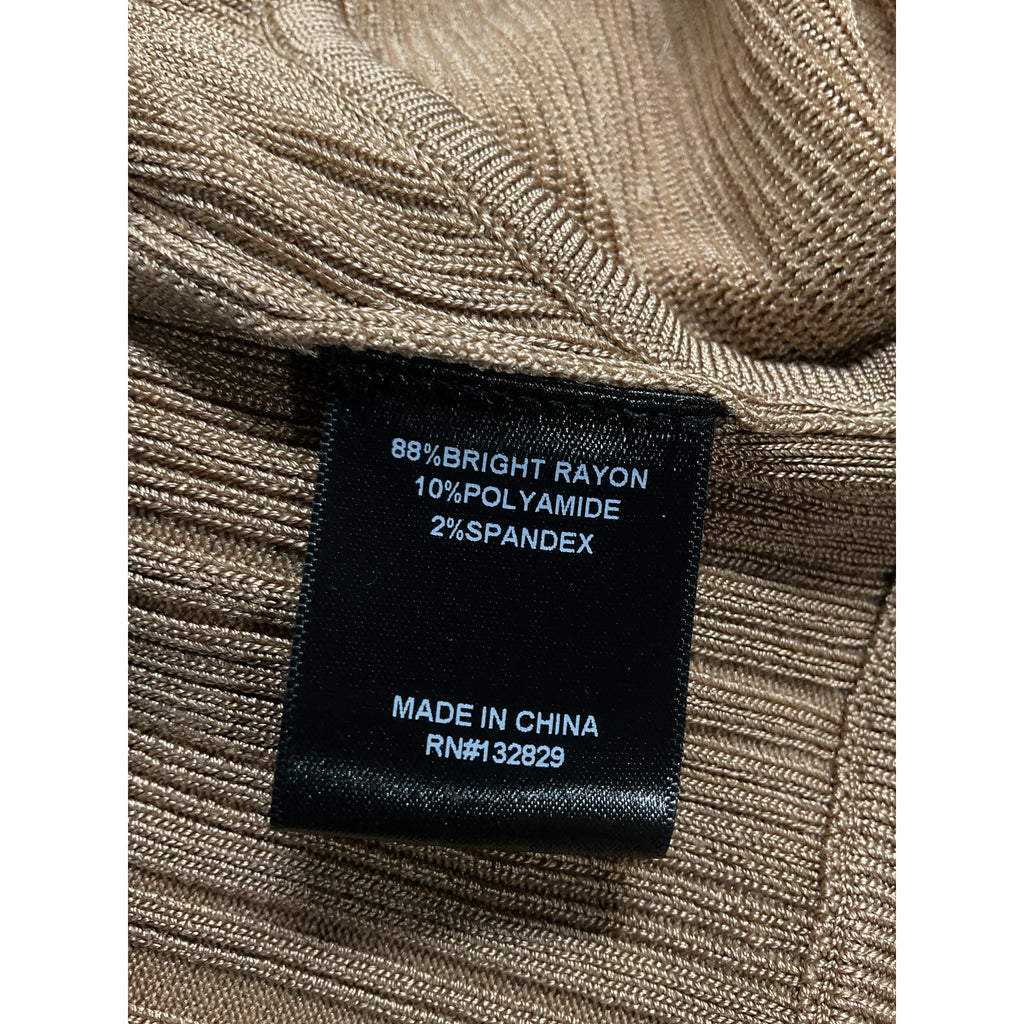 88%BRIGHT RAYON
10%POLYAMIDE
2%SPANDEX
MADE IN CHINA
RN#132829